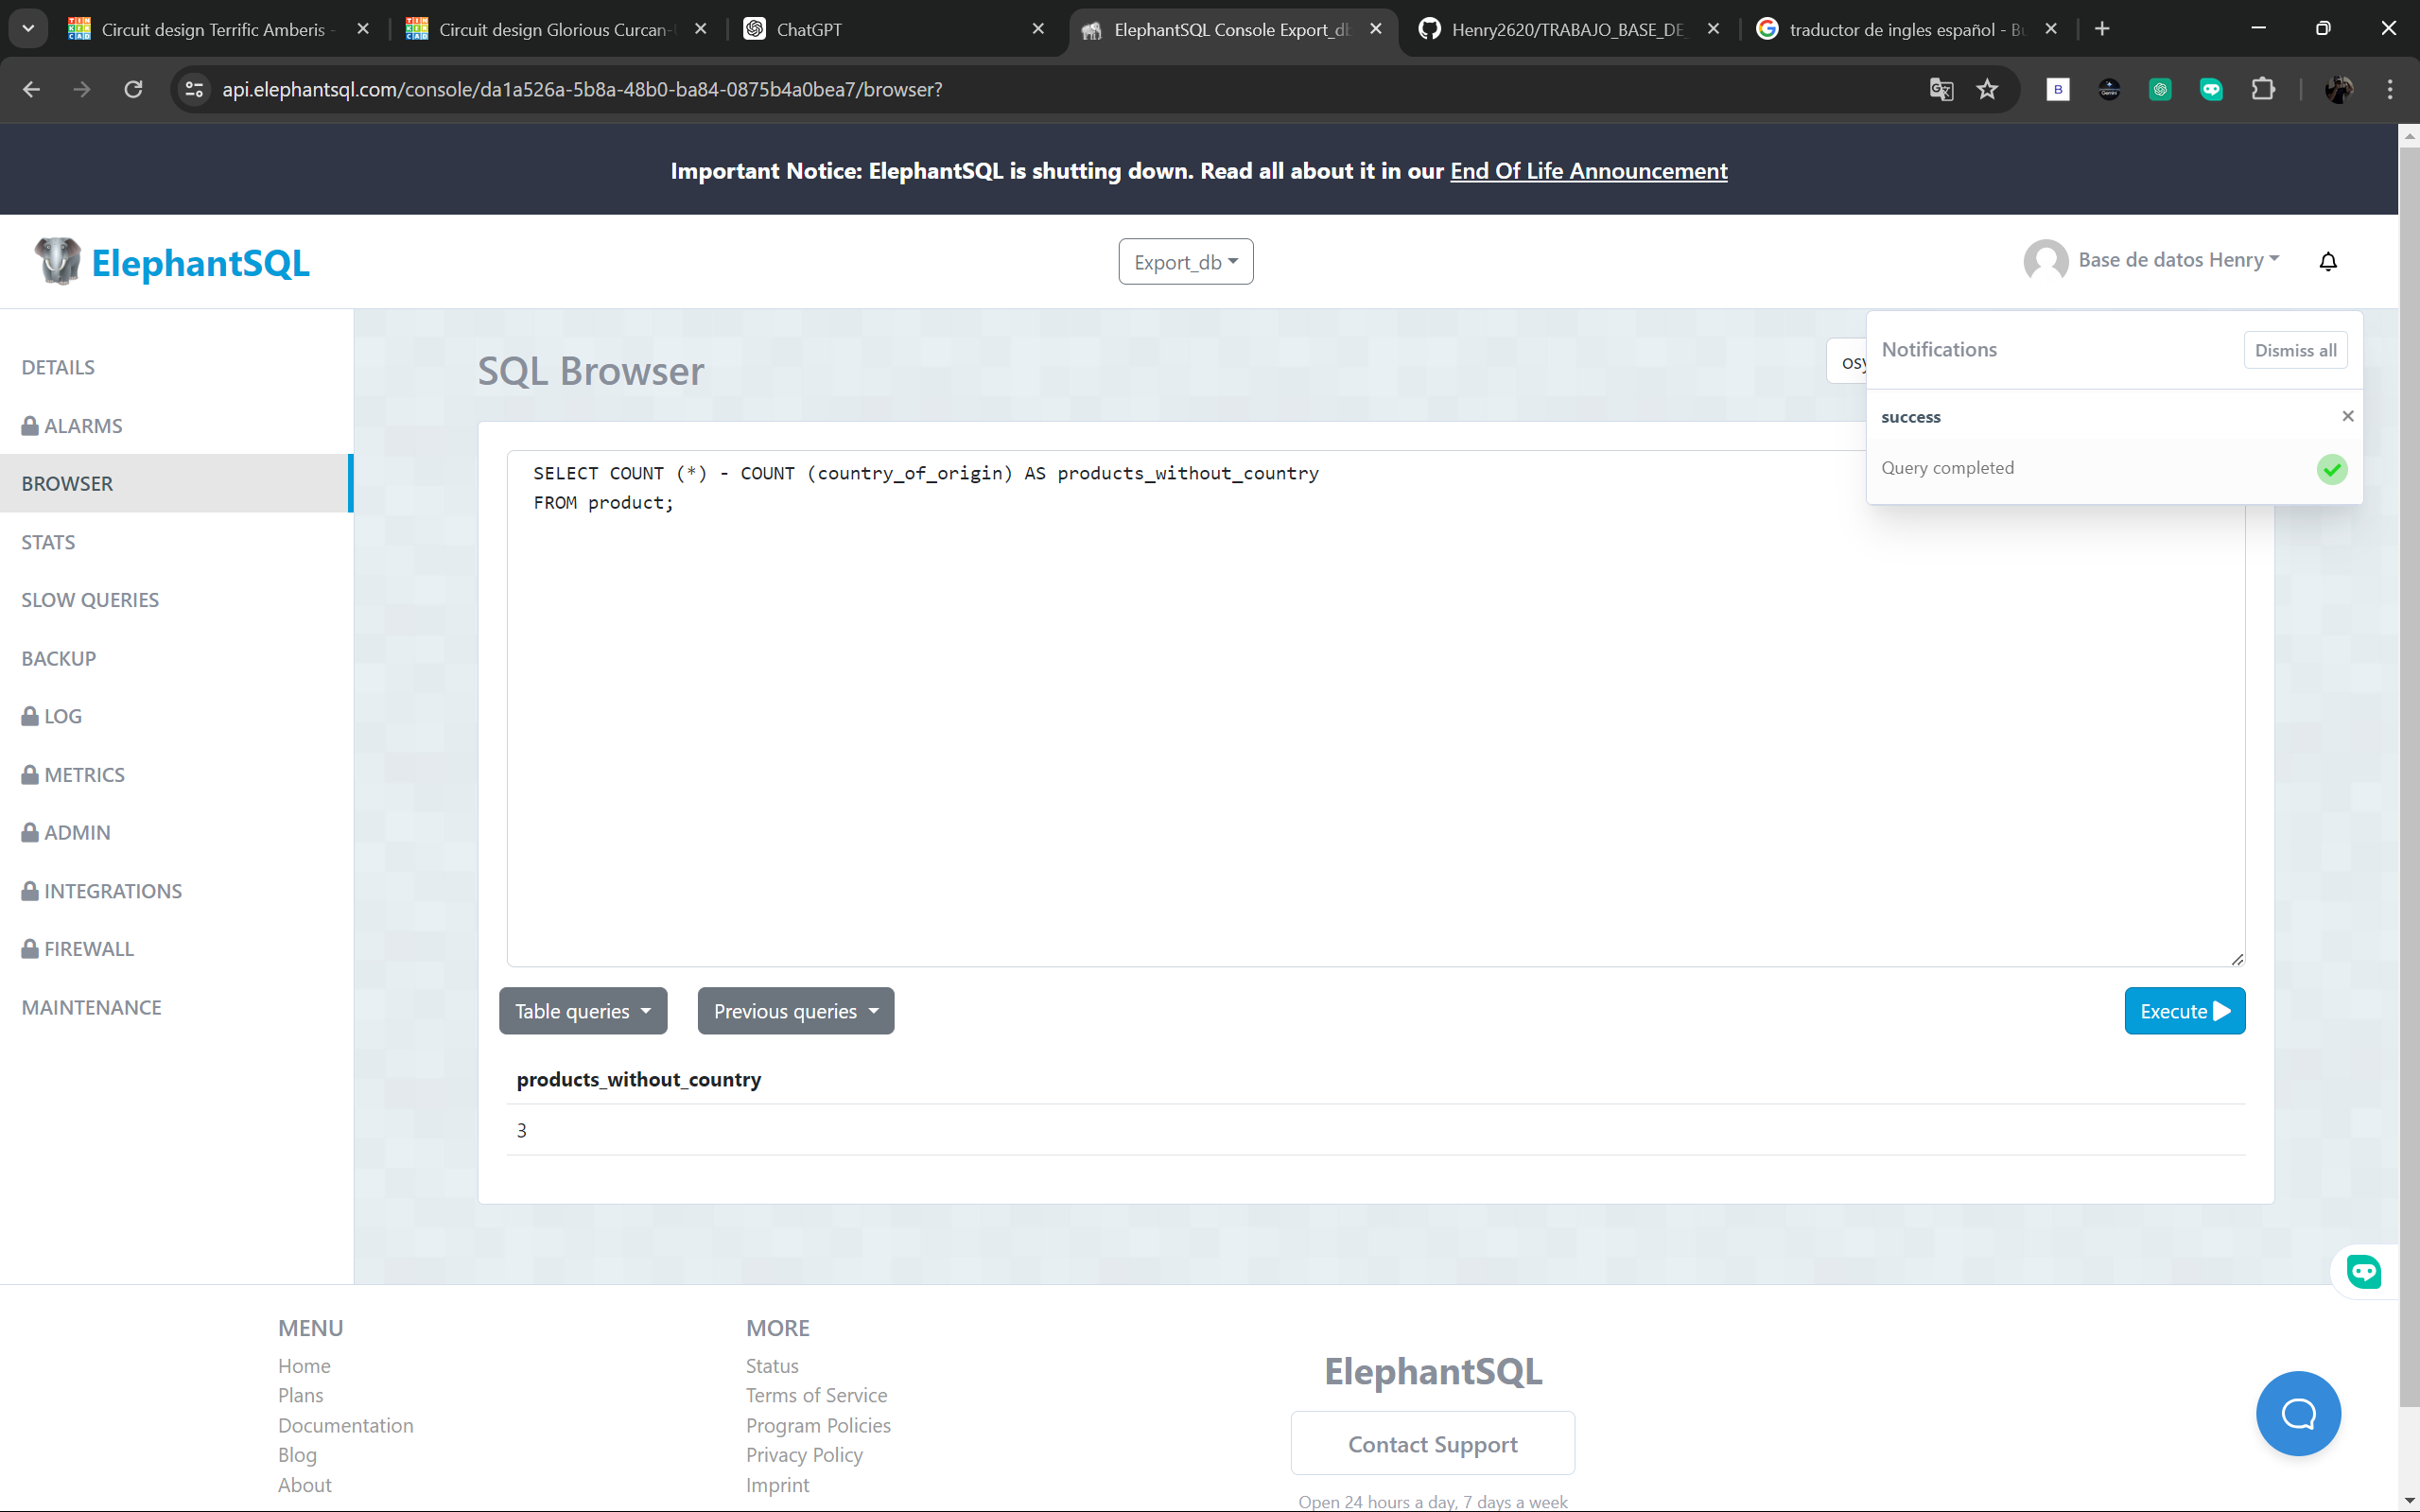 Circuit design Terrific Amberis -
Circuit design Glorious Curcan-
ChatGPT
ElephantSQL Console Export_db
Henry2620/TRABAJO_BASE_DE_
traductor de ingles español - Bu
api.elephantsql.com/console/da1a526a-5b8a-48b0-ba84-0875b4a0bea7/browser?
Important Notice: ElephantSQL is shutting down. Read all about it in our End Of Life Announcement
ElephantSQL
Export_db
Base de datos Henry
DETAILS
ALARMS
BROWSER
STATS
SLOW QUERIES
BACKUP
LOG
METRICS
ADMIN
INTEGRATIONS
FIREWALL
MAINTENANCE
SQL Browser
Notifications
Dismiss all
success
Query completed
SELECT COUNT (*) - COUNT (country_of_origin) AS products_without_country
FROM product;
Table queries
Previous queries
Execute
products_without_country
3
MENU
Home
Plans
Documentation
Blog
About
MORE
Status
Terms of Service
Program Policies
Privacy Policy
Imprint
ElephantSQL
Contact Support
Open 24 hours a day, 7 days a week